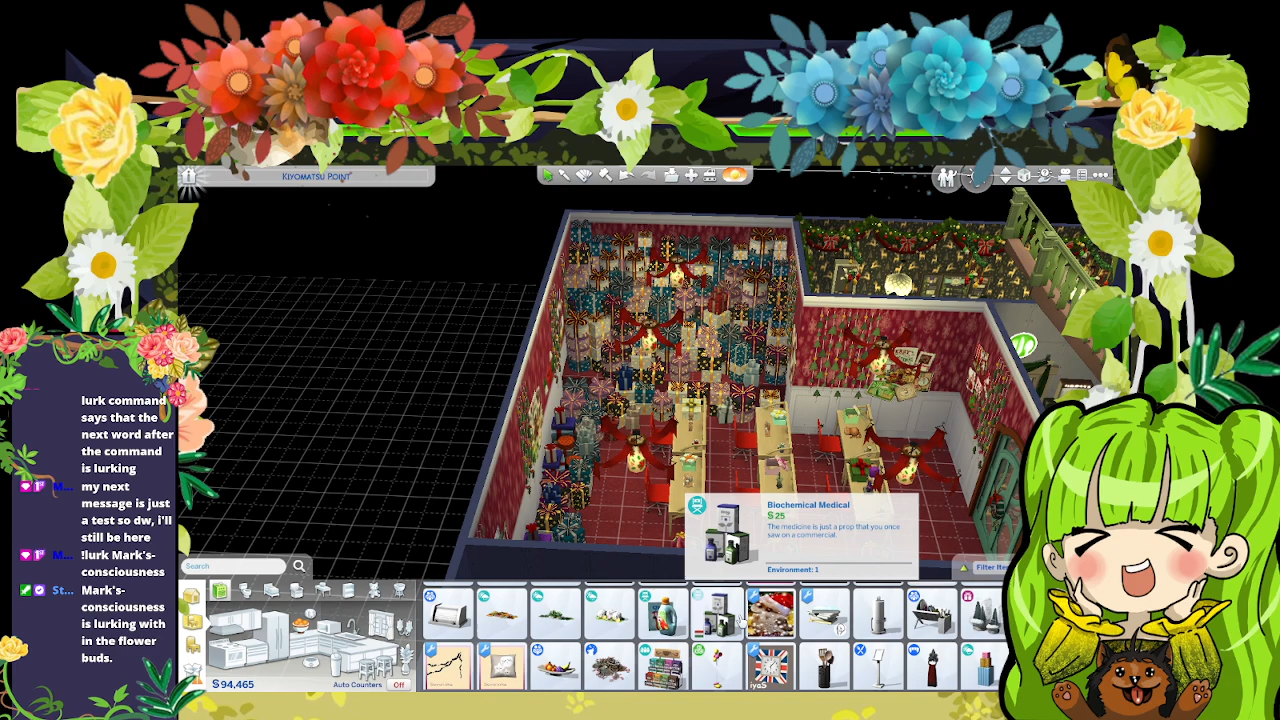 KIYOMATSU POINT
lurk command
says that the
next word after
the command
is lurking
M... my next
message is just
a test so dw, i'll
still be here
M... !lurk Mark's-
consciousness
St... Mark's-
consciousness
is lurking with
in the flower
buds.
Biochemical Medical
§25
The medicine is just a prop that you once
saw on a commercial.
Environment: 1
Search
Filter Ite
§94,465
Auto Counters
Off